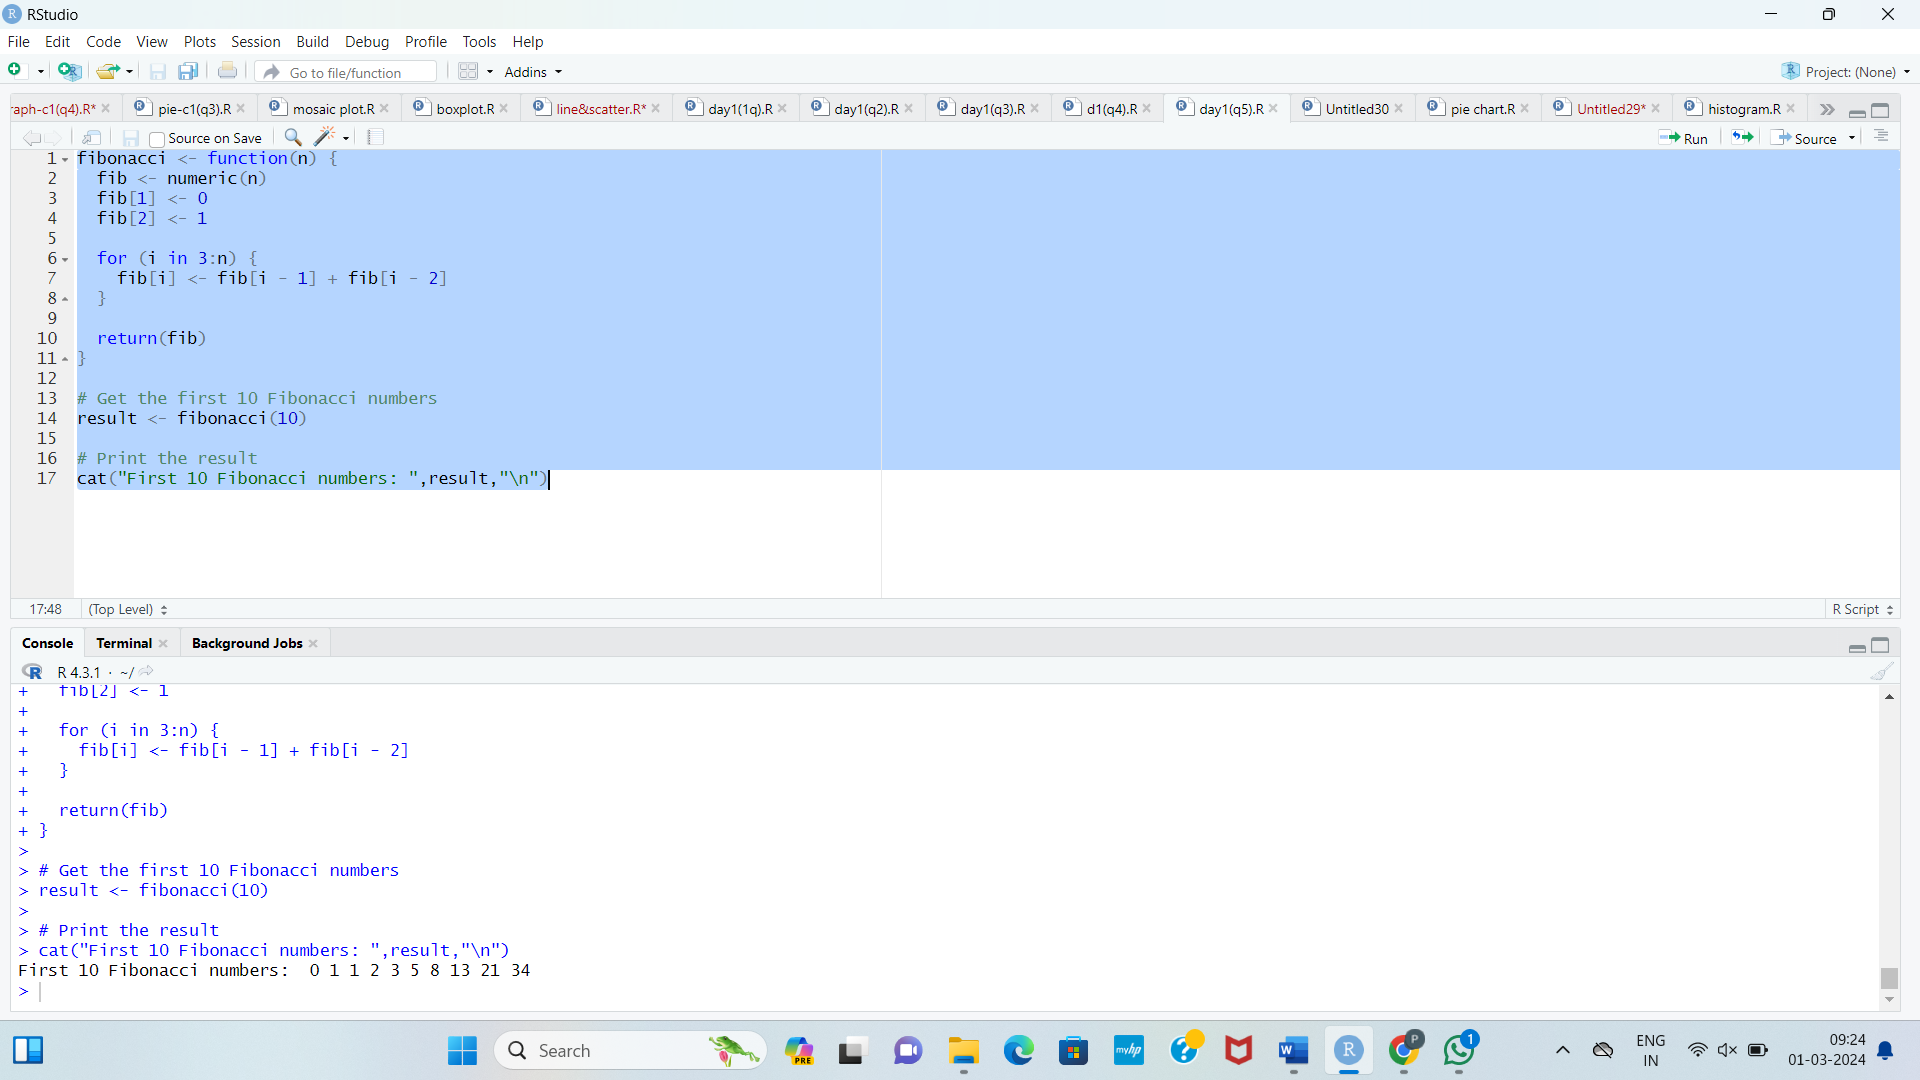 RStudio
File Edit Code View Plots Session Build Debug Profile Tools Help
Go to file/function Addins Project: (None)
raph-c1(q4).R* pie-c1(q3).R mosaic plot.R boxplot.R line&scatter.R* day1(1q).R day1(q2).R day1(q3).R d1(q4).R day1(q5).R Untitled30 pie chart.R Untitled29* histogram.R
Source on Save Run Source
1 fibonacci <- function(n) {
2 fib <- numeric(n)
3 fib[1] <- 0
4 fib[2] <- 1
5
6 for (i in 3:n) {
7 fib[i] <- fib[i - 1] + fib[i - 2]
8 }
9
10 return(fib)
11 }
12
13 # Get the first 10 Fibonacci numbers
14 result <- fibonacci(10)
15
16 # Print the result
17 cat("First 10 Fibonacci numbers: ",result,"\n")
17:48 (Top Level) R Script
Console Terminal Background Jobs
R 4.3.1 · ~/
+ fib[2] <- 1
+
+ for (i in 3:n) {
+ fib[i] <- fib[i - 1] + fib[i - 2]
+ }
+
+ return(fib)
+ }
>
> # Get the first 10 Fibonacci numbers
> result <- fibonacci(10)
>
> # Print the result
> cat("First 10 Fibonacci numbers: ",result,"\n")
First 10 Fibonacci numbers:  0 1 1 2 3 5 8 13 21 34
>
Search PRE myhp W R P 1 ENG 09:24
IN 01-03-2024